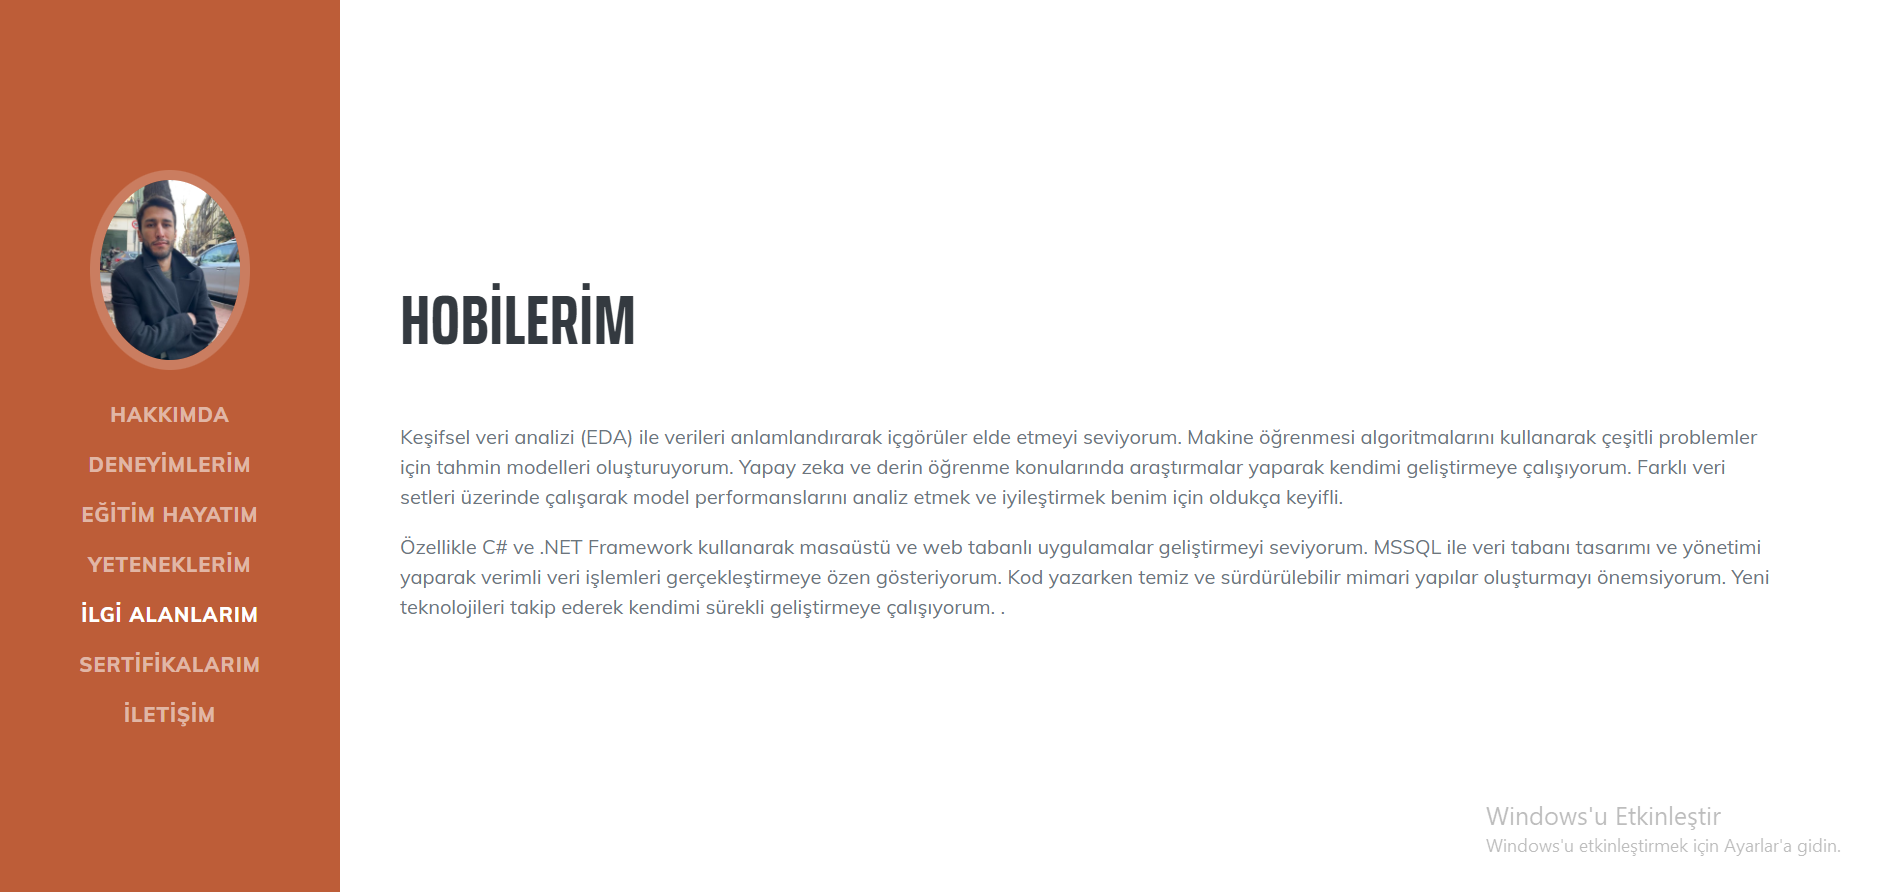 HAKKIMDA
DENEYİMLERİM
EĞİTİM HAYATIM
YETENEKLERİM
İLGİ ALANLARIM
SERTİFİKALARIM
İLETİŞİM
HOBİLERİM
Keşifsel veri analizi (EDA) ile verileri anlamlandırarak içgörüler elde etmeyi seviyorum. Makine öğrenmesi algoritmalarını kullanarak çeşitli problemler
için tahmin modelleri oluşturuyorum. Yapay zeka ve derin öğrenme konularında araştırmalar yaparak kendimi geliştirmeye çalışıyorum. Farklı veri
setleri üzerinde çalışarak model performanslarını analiz etmek ve iyileştirmek benim için oldukça keyifli.
Özellikle C# ve .NET Framework kullanarak masaüstü ve web tabanlı uygulamalar geliştirmeyi seviyorum. MSSQL ile veri tabanı tasarımı ve yönetimi
yaparak verimli veri işlemleri gerçekleştirmeye özen gösteriyorum. Kod yazarken temiz ve sürdürülebilir mimari yapılar oluşturmayı önemsiyorum. Yeni
teknolojileri takip ederek kendimi sürekli geliştirmeye çalışıyorum. .
Windows'u Etkinleştir
Windows'u etkinleştirmek için Ayarlar'a gidin.